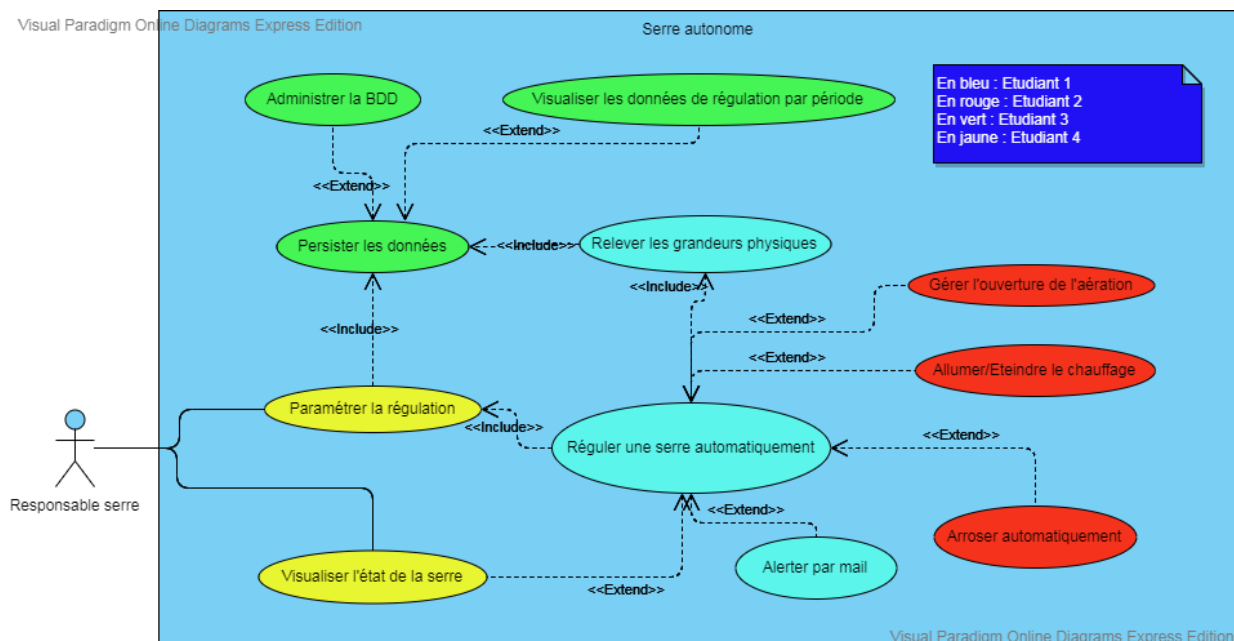 Visual Paradigm Online Diagrams Express Edition
Serre autonome
En bleu : Etudiant 1
En rouge : Etudiant 2
En vert : Etudiant 3
En jaune : Etudiant 4
Administrer la BDD
Visualiser les données de régulation par période
<<Extend>>
<<Extend>>
Persister les données
<<Include>>
Relever les grandeurs physiques
<<Include>>
Gérer l'ouverture de l'aération
<<Extend>>
<<Include>>
<<Extend>>
Allumer/Eteindre le chauffage
Paramétrer la régulation
<<Include>>
Réguler une serre automatiquement
<<Extend>>
Responsable serre
<<Extend>>
Arroser automatiquement
Alerter par mail
Visualiser l'état de la serre
<<Extend>>
Visual Paradigm Online Diagrams Express Edition